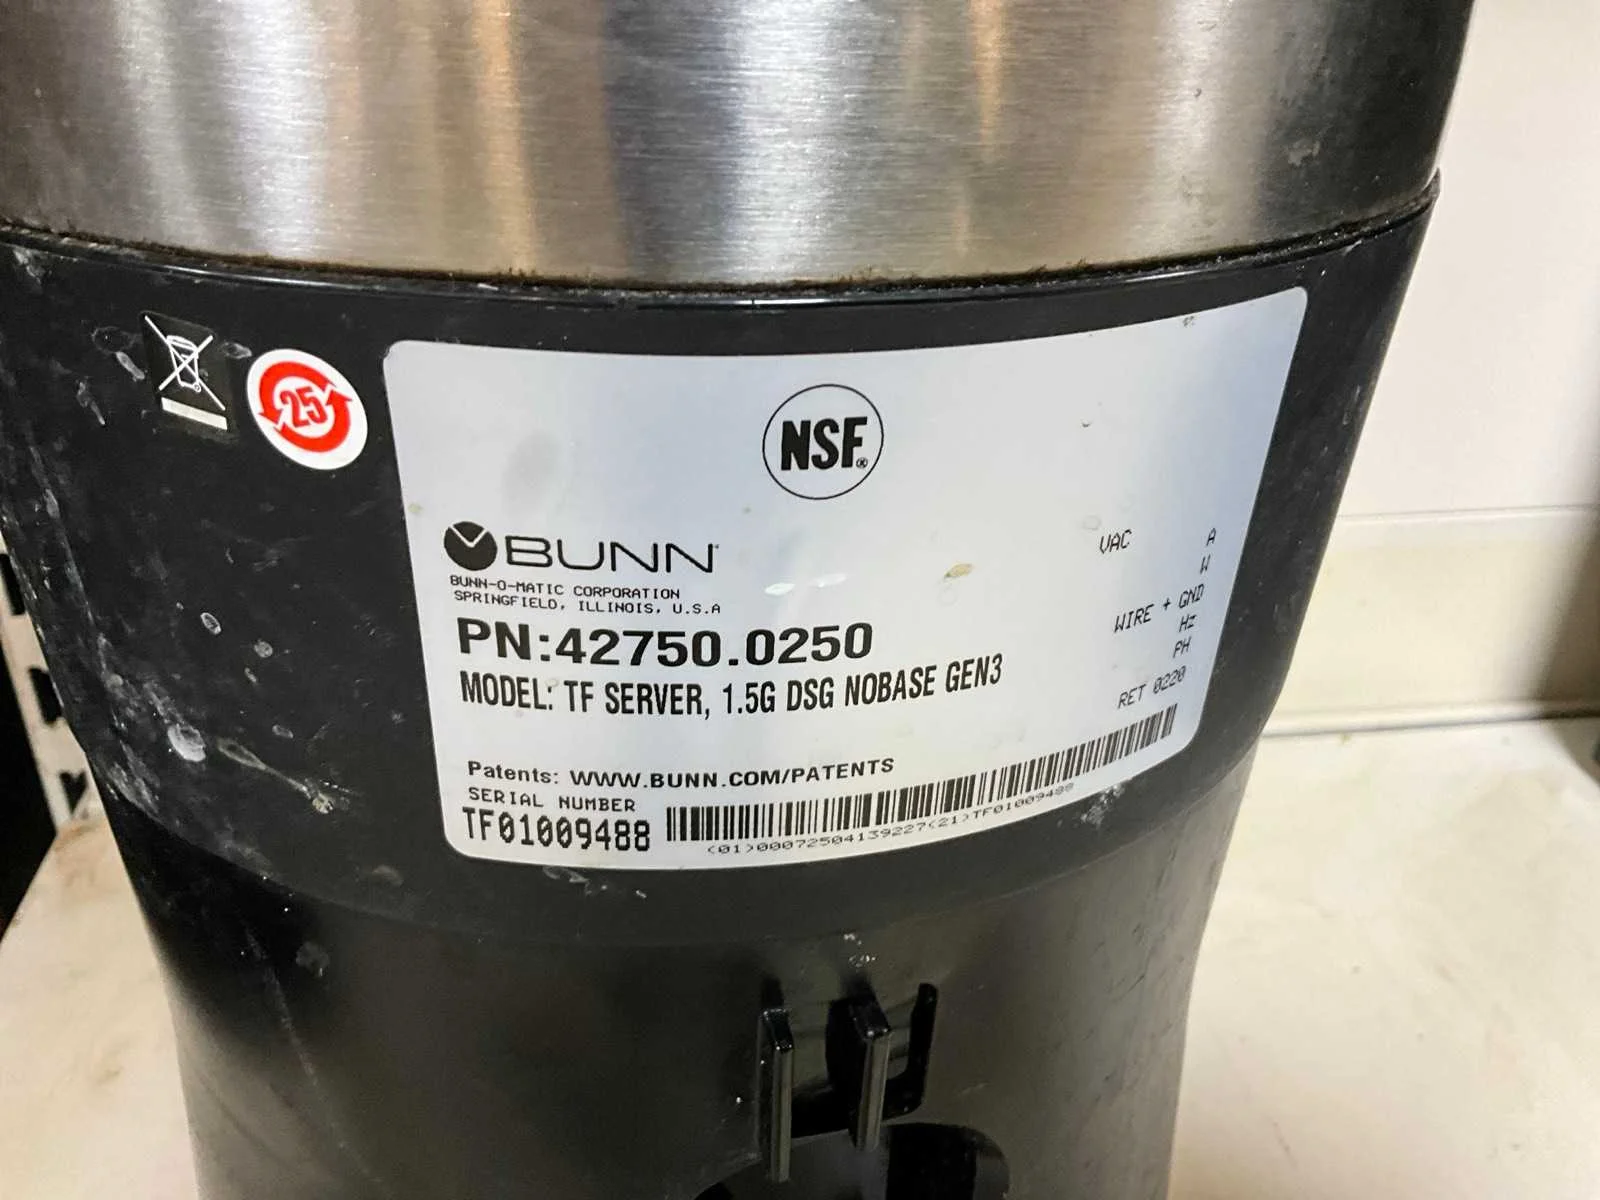 25
NSF®
BUNN®
BUNN-O-MATIC CORPORATION
SPRINGFIELD, ILLINOIS, U.S.A
PN:42750.0250
MODEL: TF SERVER, 1.5G DSG NOBASE GEN3
VAC A
W
WIRE + GND
Hz
PH
RET 0220
Patents: WWW.BUNN.COM/PATENTS
SERIAL NUMBER
TF01009488
(01)00072504139227(21)TF01009488